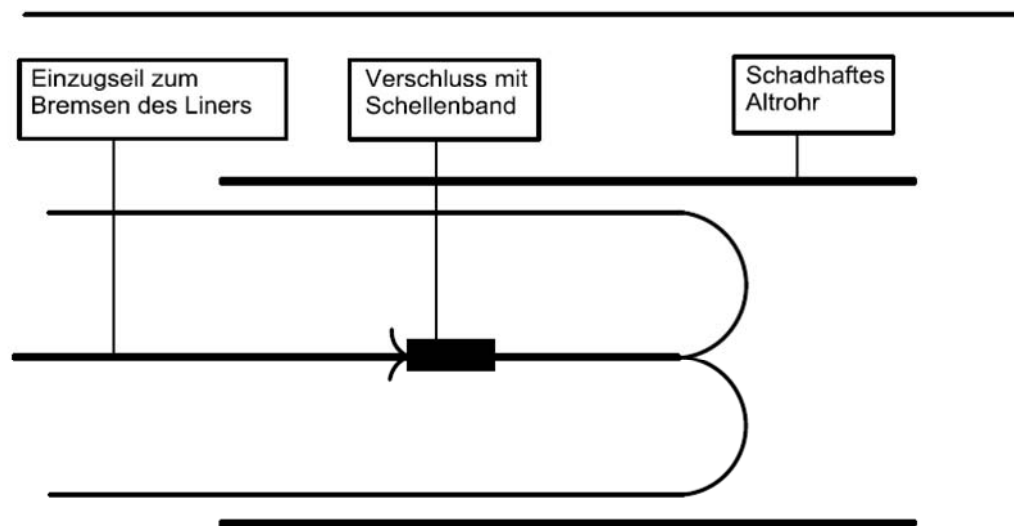 Einzugseil zum
Bremsen des Liners
Verschluss mit
Schellenband
Schadhaftes
Altrohr